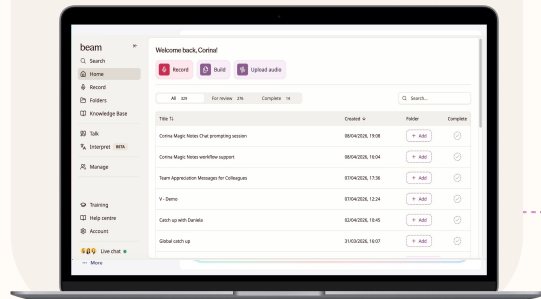 beam
Search
Home
Record
Folders
Knowledge Base
Talk
Interpret BETA
Manage
Training
Help centre
Account
Live chat
More
Welcome back, Corina!
Record
Build
Upload audio
All 329
For review 276
Complete 14
Search...
Title
Created
Folder
Complete
Corina Magic Notes Chat prompting session 08/04/2026, 19:08 + Add
Corina Magic Notes workflow support 08/04/2026, 16:04 + Add
Team Appreciation Messages for Colleagues 07/04/2026, 17:36 + Add
V - Demo 07/04/2026, 12:24 + Add
Catch up with Daniela 02/04/2026, 10:45 + Add
Global catch up 31/03/2026, 16:07 + Add